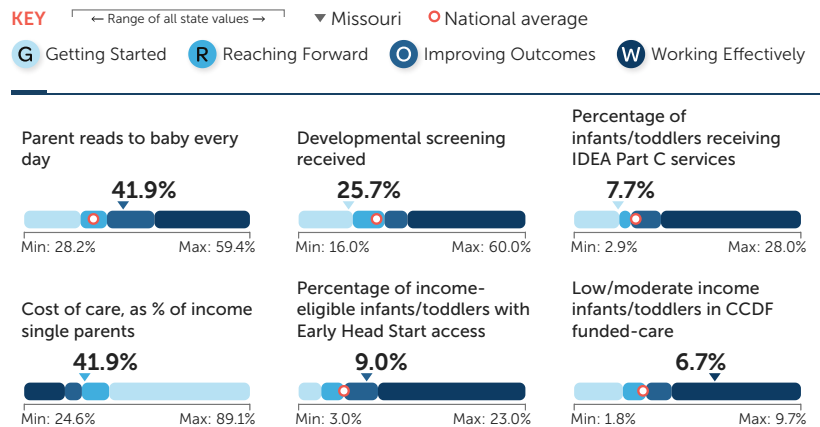 KEY ← Range of all state values → Missouri National average
G Getting Started R Reaching Forward O Improving Outcomes W Working Effectively
Parent reads to baby every
day
41.9%
Min: 28.2% Max: 59.4%
Developmental screening
received
25.7%
Min: 16.0% Max: 60.0%
Percentage of
infants/toddlers receiving
IDEA Part C services
7.7%
Min: 2.9% Max: 28.0%
Cost of care, as % of income
single parents
41.9%
Min: 24.6% Max: 89.1%
Percentage of income-
eligible infants/toddlers with
Early Head Start access
9.0%
Min: 3.0% Max: 23.0%
Low/moderate income
infants/toddlers in CCDF
funded-care
6.7%
Min: 1.8% Max: 9.7%